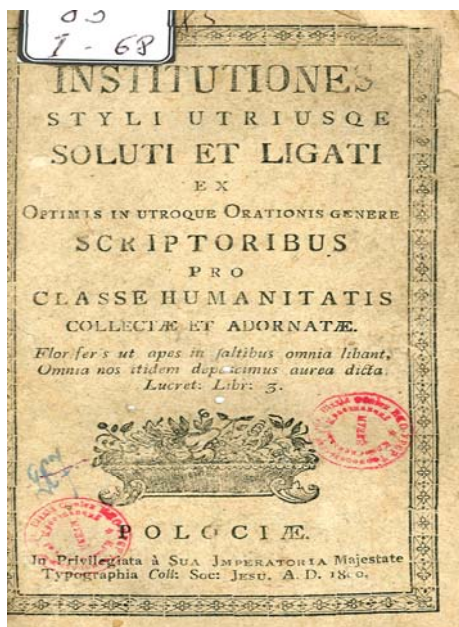 I - 68
INSTITUTIONES
STYLI UTRIUSQE
SOLUTI ET LIGATI
EX
OPTIMIS IN UTROQUE ORATIONIS GENERE
SCRIPTORIBUS
PRO
CLASSE HUMANITATIS
COLLECTÆ ET ADORNATÆ.
Floriferis ut apes in saltibus omnia libant,
Omnia nos itidem depascimus aurea dicta.
Lucret: Libr: 3.
POLOCIÆ.
In Privilegiata à SUA IMPERATORIA Majestate
Typographia Coll: Soc: JESU. A. D. 1800.